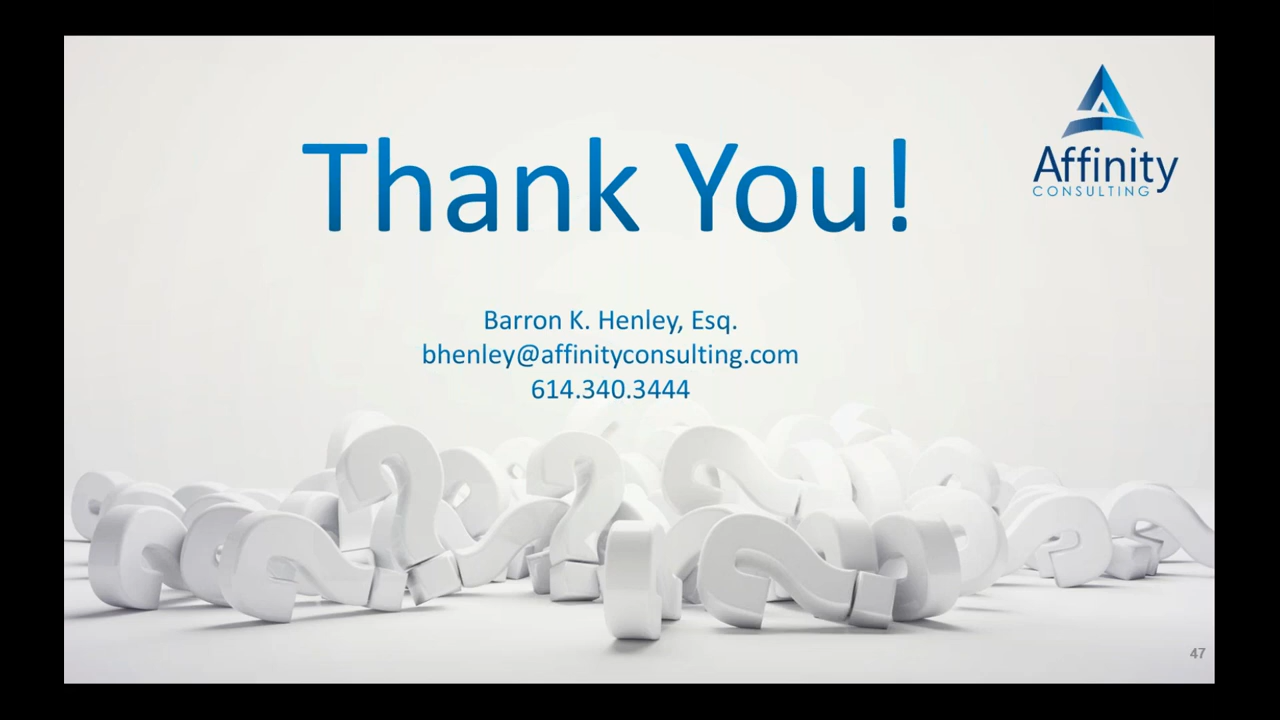 Affinity
CONSULTING
Thank You!
Barron K. Henley, Esq.
bhenley@affinityconsulting.com
614.340.3444
47